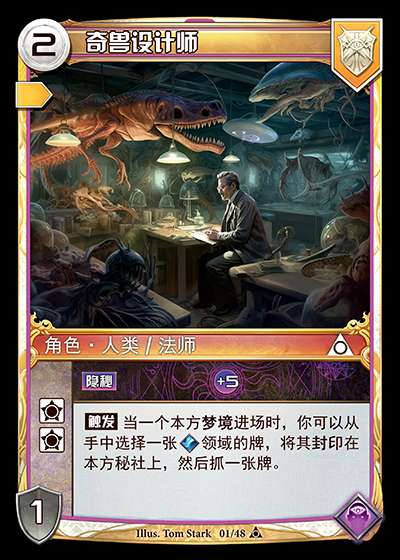 2
奇兽设计师
角色·人类/法师
隐秘 +5
触发 当一个本方梦境进场时，你可以从
手中选择一张领域的牌，将其封印在
本方秘社上，然后抓一张牌。
1
Illus. Tom Stark 01/48